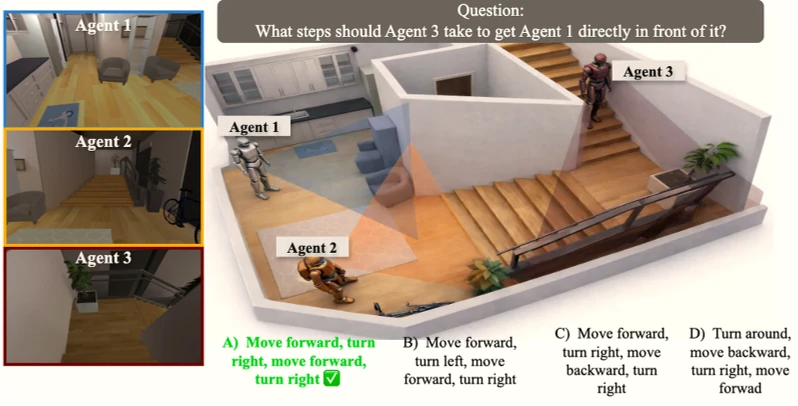 Question:
What steps should Agent 3 take to get Agent 1 directly in front of it?
Agent 1
Agent 2
Agent 3
Agent 1
Agent 2
Agent 3
A) Move forward, turn
right, move forward,
turn right ✅
B) Move forward,
turn left, move
forward, turn right
C) Move forward,
turn right, move
backward, turn
right
D) Turn around,
move backward,
turn right, move
forwad